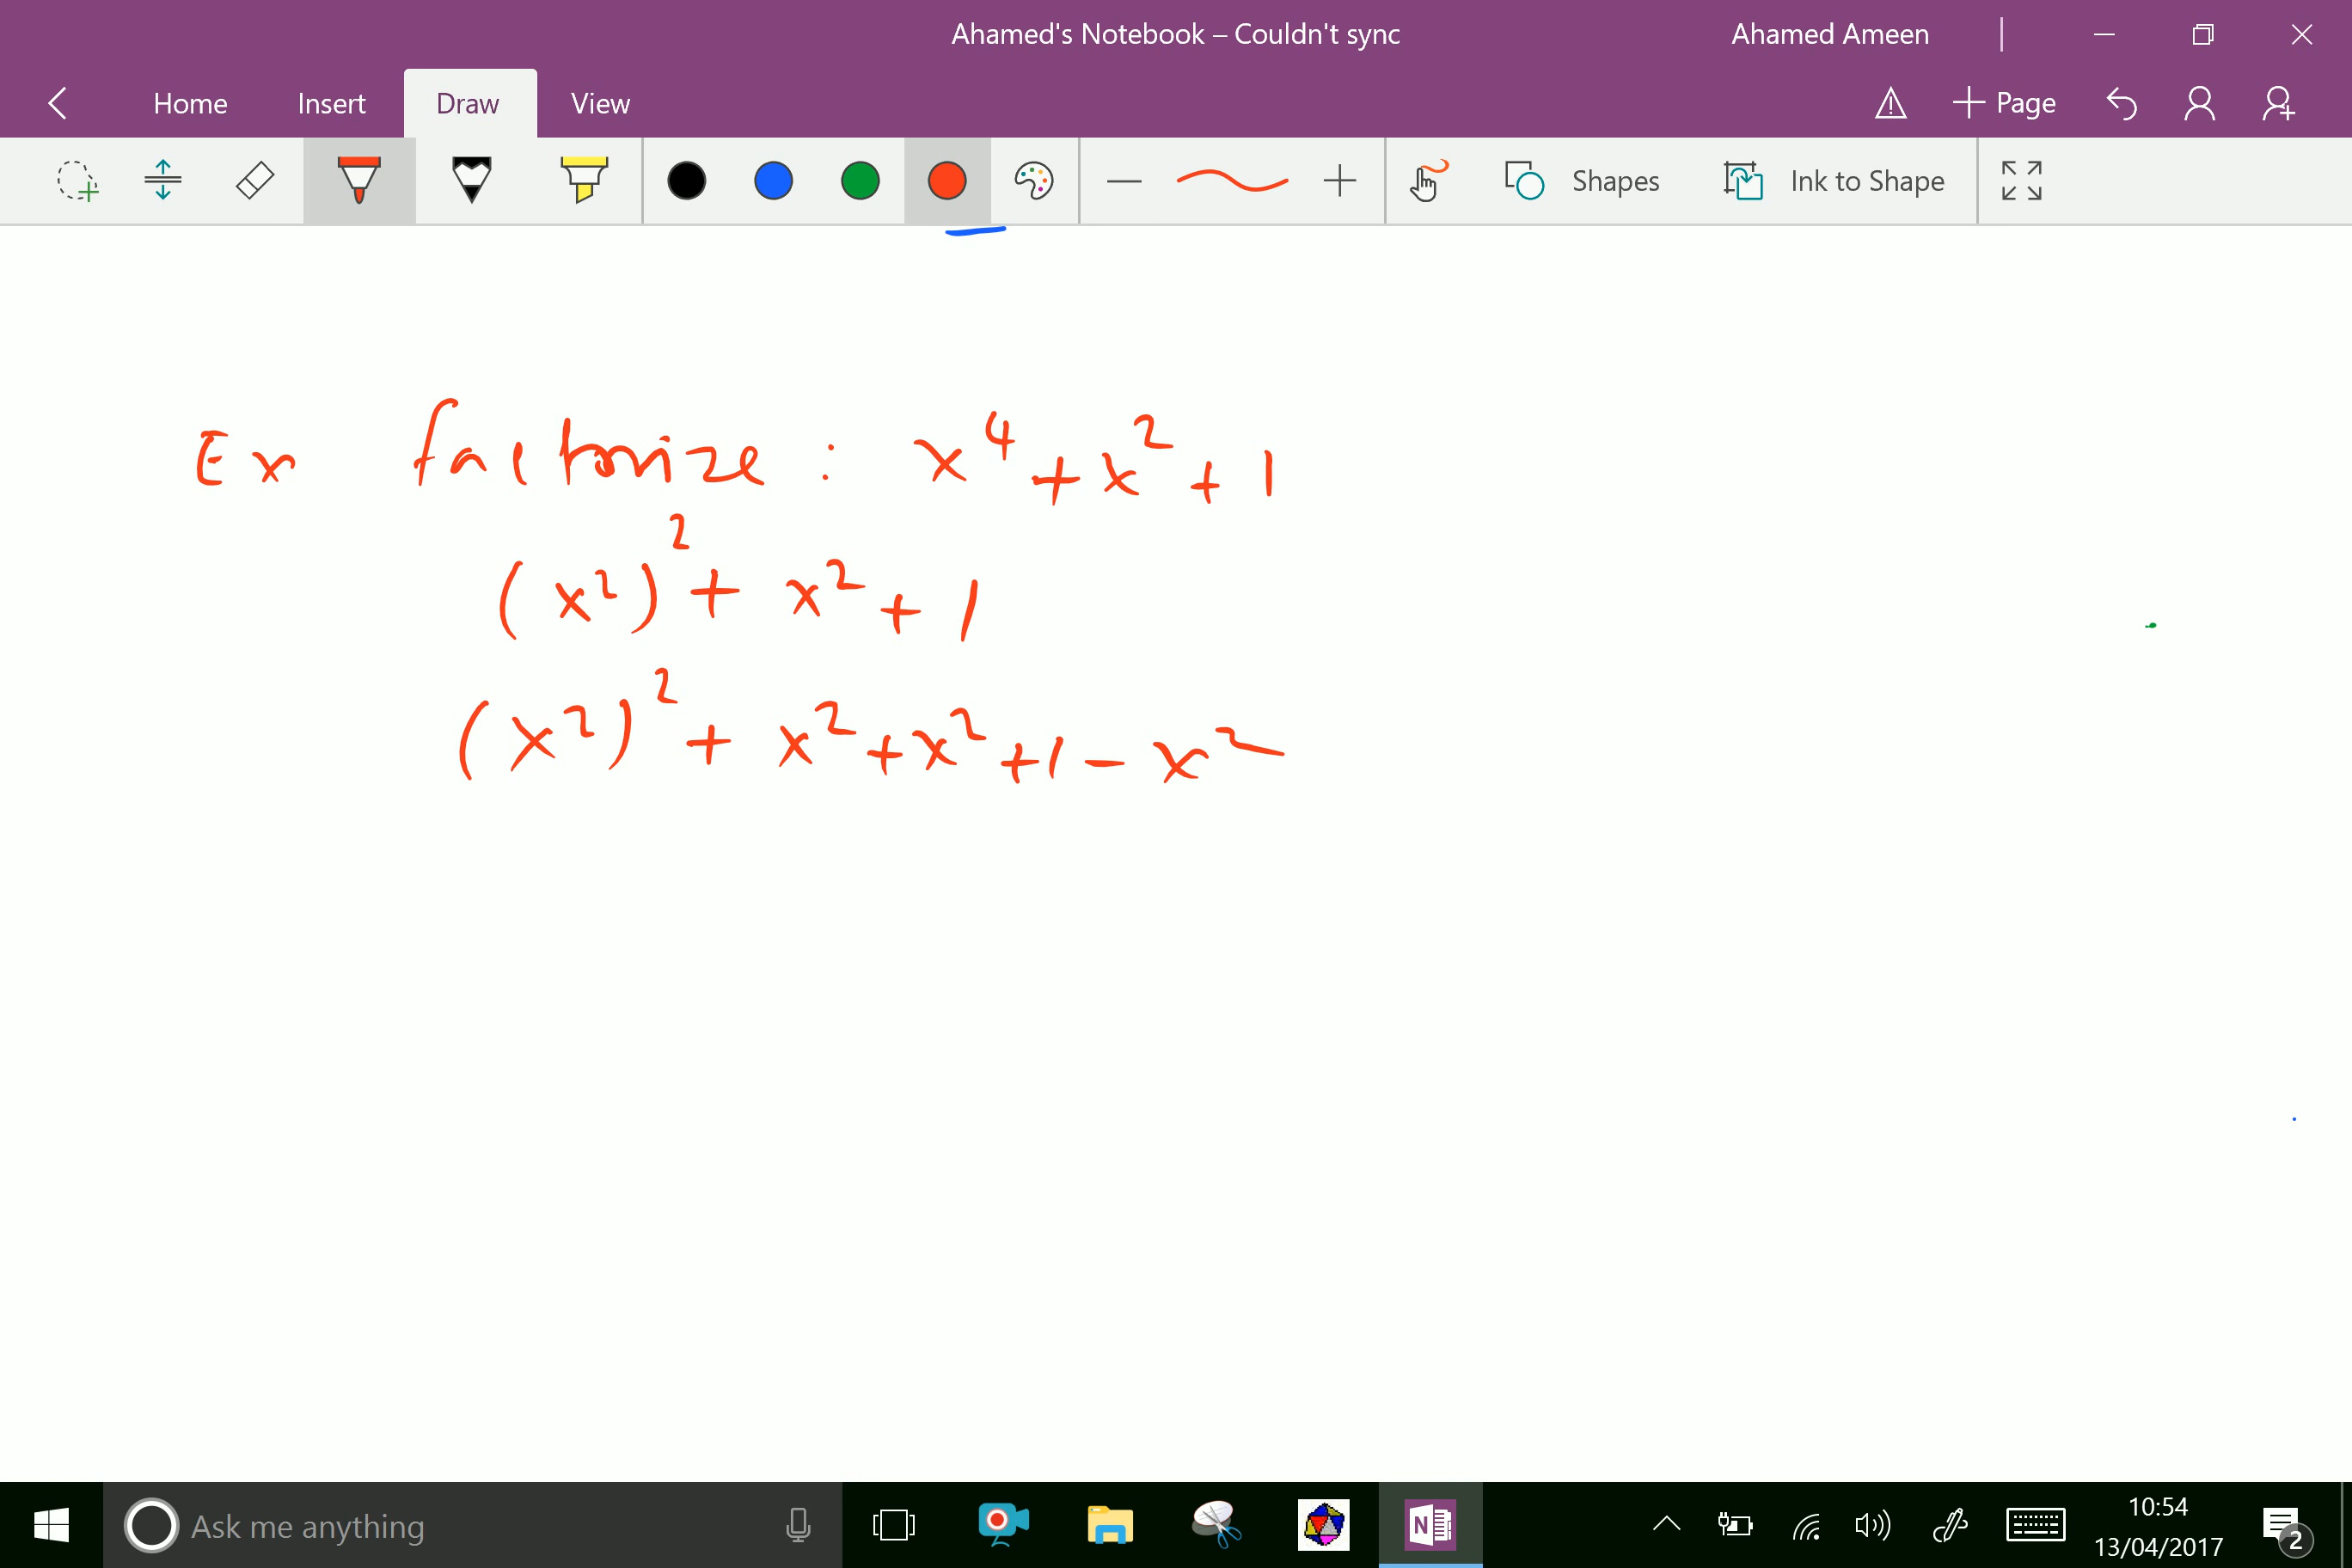 Ahamed's Notebook – Couldn't sync
Ahamed Ameen
Home Insert Draw View
+ Page
Shapes Ink to Shape
Ex factorize : x⁴ + x² + 1
(x²)² + x² + 1
(x²)² + x² + x² + 1 − x²
Ask me anything
N
10:54
13/04/2017
2